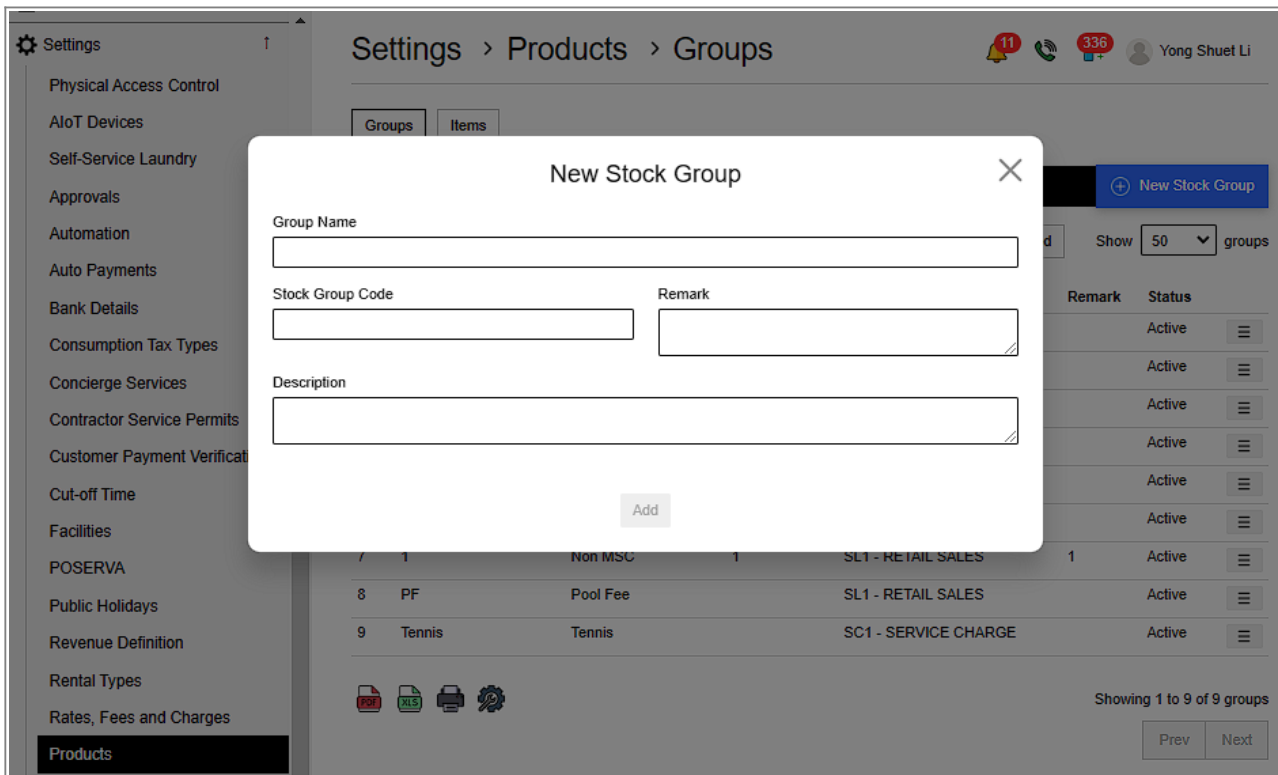 Settings ↑
Settings > Products > Groups
11
336
Yong Shuet Li
Physical Access Control
AIoT Devices
Self-Service Laundry
Approvals
Automation
Auto Payments
Bank Details
Consumption Tax Types
Concierge Services
Contractor Service Permits
Customer Payment Verificati
Cut-off Time
Facilities
POSERVA
Public Holidays
Revenue Definition
Rental Types
Rates, Fees and Charges
Products
Groups Items
New Stock Group
d Show 50 groups
Remark Status
Active
Active
Active
Active
Active
Active
7 1 Non MSC 1 SL1 - RETAIL SALES 1 Active
8 PF Pool Fee SL1 - RETAIL SALES Active
9 Tennis Tennis SC1 - SERVICE CHARGE Active
PDF XLS
Showing 1 to 9 of 9 groups
Prev Next
New Stock Group
Group Name
Stock Group Code Remark
Description
Add